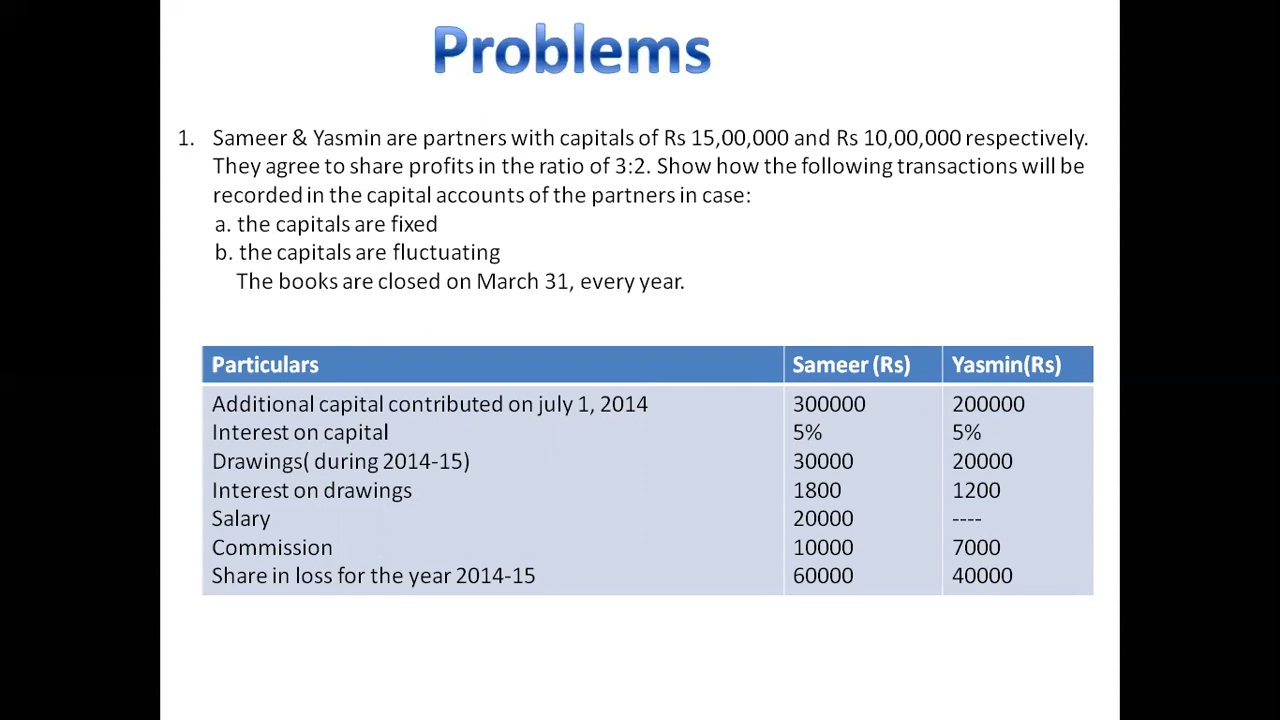 Problems
1. Sameer & Yasmin are partners with capitals of Rs 15,00,000 and Rs 10,00,000 respectively.
They agree to share profits in the ratio of 3:2. Show how the following transactions will be
recorded in the capital accounts of the partners in case:
a. the capitals are fixed
b. the capitals are fluctuating
The books are closed on March 31, every year.
Particulars Sameer (Rs) Yasmin(Rs)
Additional capital contributed on july 1, 2014 300000 200000
Interest on capital 5% 5%
Drawings( during 2014-15) 30000 20000
Interest on drawings 1800 1200
Salary 20000 ----
Commission 10000 7000
Share in loss for the year 2014-15 60000 40000